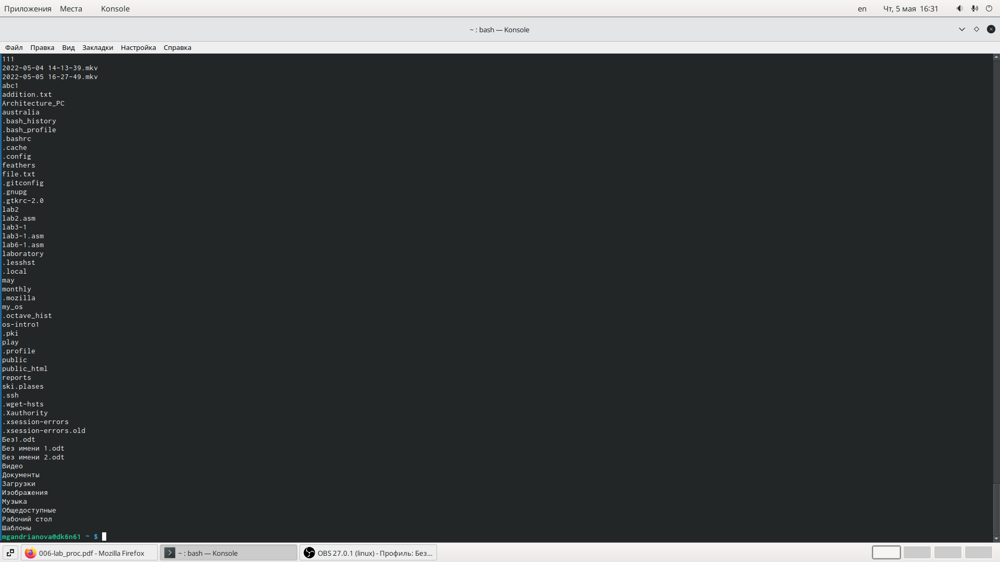 Приложения Места Konsole en Чт, 5 мая 16:31
~ : bash — Konsole
Файл Правка Вид Закладки Настройка Справка
111
2022-05-04 14-13-39.mkv
2022-05-05 16-27-49.mkv
abc1
addition.txt
Architecture_PC
australia
.bash_history
.bash_profile
.bashrc
.cache
.config
feathers
file.txt
.gitconfig
.gnupg
.gtkrc-2.0
lab2
lab2.asm
lab3-1
lab3-1.asm
lab6-1.asm
laboratory
.lesshst
.local
may
monthly
.mozilla
my_os
.octave_hist
os-intro1
.pki
play
.profile
public
public_html
reports
ski.plases
.ssh
.wget-hsts
.Xauthority
.xsession-errors
.xsession-errors.old
Без1.odt
Без имени 1.odt
Без имени 2.odt
Видео
Документы
Загрузки
Изображения
Музыка
Общедоступные
Рабочий стол
Шаблоны
mgandrianova@dk6n61 ~ $
006-lab_proc.pdf - Mozilla Firefox ~ : bash — Konsole OBS 27.0.1 (linux) - Профиль: Без...